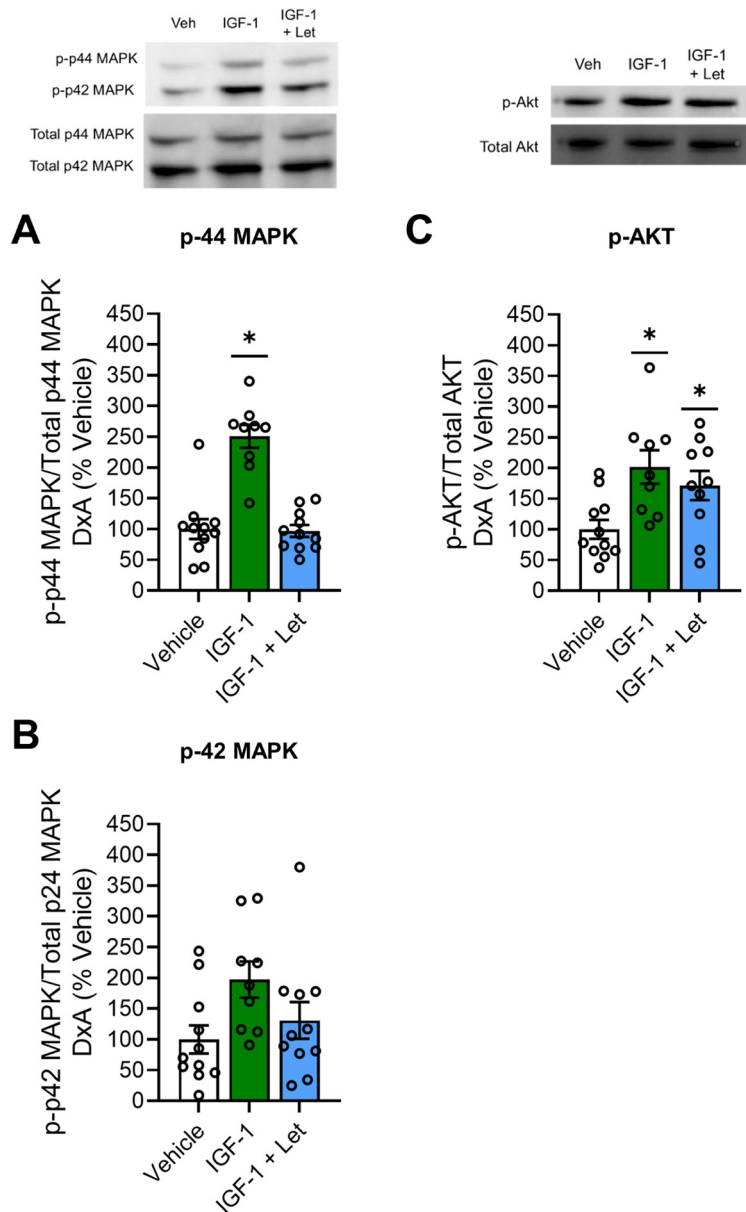 Veh IGF-1 IGF-1
+ Let
p-p44 MAPK
p-p42 MAPK
Total p44 MAPK
Total p42 MAPK
Veh IGF-1 IGF-1
+ Let
p-Akt
Total Akt
A
p-44 MAPK
p-p44 MAPK/Total p44 MAPK
DxA (% Vehicle)
450
400
350
300
250
200
150
100
50
0
*
Vehicle
IGF-1
IGF-1 + Let
C
p-AKT
p-AKT/Total AKT
DxA (% Vehicle)
450
400
350
300
250
200
150
100
50
0
*
*
Vehicle
IGF-1
IGF-1 + Let
B
p-42 MAPK
p-p42 MAPK/Total p24 MAPK
DxA (% Vehicle)
450
400
350
300
250
200
150
100
50
0
Vehicle
IGF-1
IGF-1 + Let